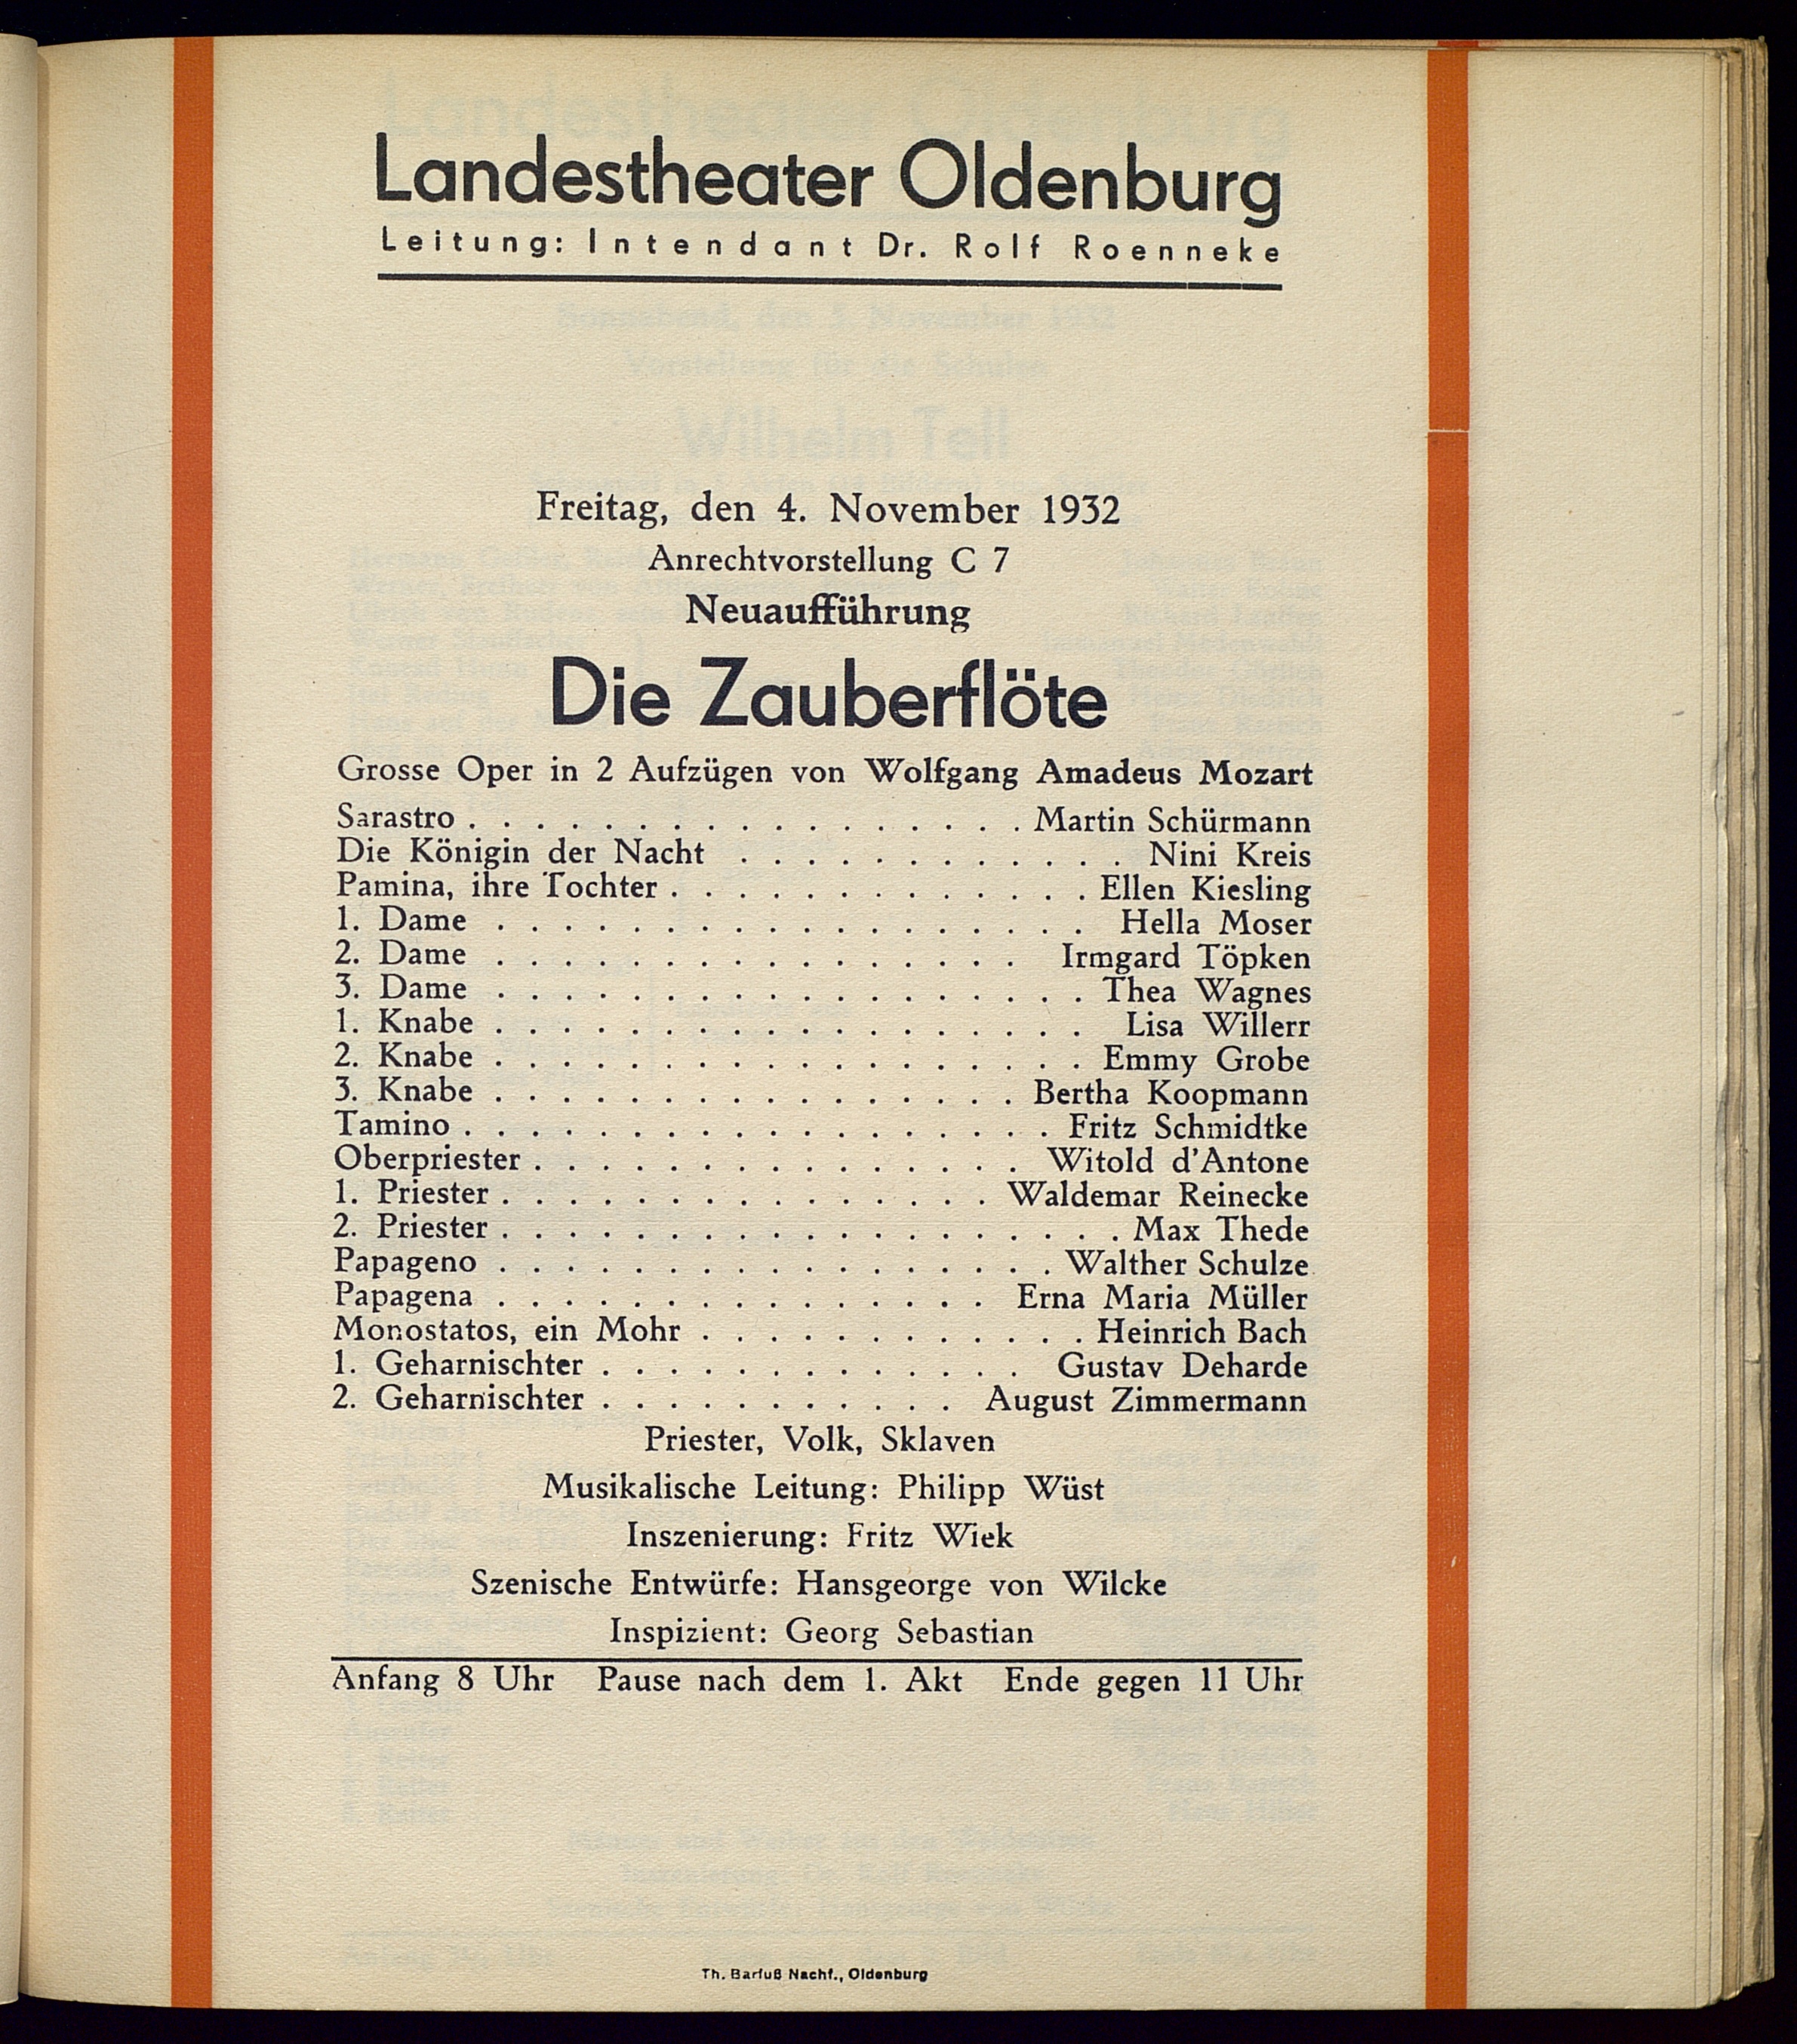 Landestheater Oldenburg
Leitung: Intendant Dr. Rolf Roenneke
Freitag, den 4. November 1932
Anrechtvorstellung C 7
Neuaufführung
Die Zauberflöte
Grosse Oper in 2 Aufzügen von Wolfgang Amadeus Mozart
Sarastro . . . . . . . . . . . . . . . . . Martin Schürmann
Die Königin der Nacht . . . . . . . . . . . . Nini Kreis
Pamina, ihre Tochter . . . . . . . . . . . . . Ellen Kiesling
1. Dame . . . . . . . . . . . . . . . . . . Hella Moser
2. Dame . . . . . . . . . . . . . . . . Irmgard Töpken
3. Dame . . . . . . . . . . . . . . . . . . Thea Wagnes
1. Knabe . . . . . . . . . . . . . . . . . . Lisa Willerr
2. Knabe . . . . . . . . . . . . . . . . . . Emmy Grobe
3. Knabe . . . . . . . . . . . . . . . . Bertha Koopmann
Tamino . . . . . . . . . . . . . . . . . . Fritz Schmidtke
Oberpriester . . . . . . . . . . . . . . . Witold d'Antone
1. Priester . . . . . . . . . . . . . . . Waldemar Reinecke
2. Priester . . . . . . . . . . . . . . . . . . . Max Thede
Papageno . . . . . . . . . . . . . . . . . Walther Schulze
Papagena . . . . . . . . . . . . . . . Erna Maria Müller
Monostatos, ein Mohr . . . . . . . . . . . . Heinrich Bach
1. Geharnischter . . . . . . . . . . . . . Gustav Deharde
2. Geharnischter . . . . . . . . . . . August Zimmermann
Priester, Volk, Sklaven
Musikalische Leitung: Philipp Wüst
Inszenierung: Fritz Wiek
Szenische Entwürfe: Hansgeorge von Wilcke
Inspizient: Georg Sebastian
Anfang 8 Uhr Pause nach dem 1. Akt Ende gegen 11 Uhr
Th. Barfuß Nachf., Oldenburg